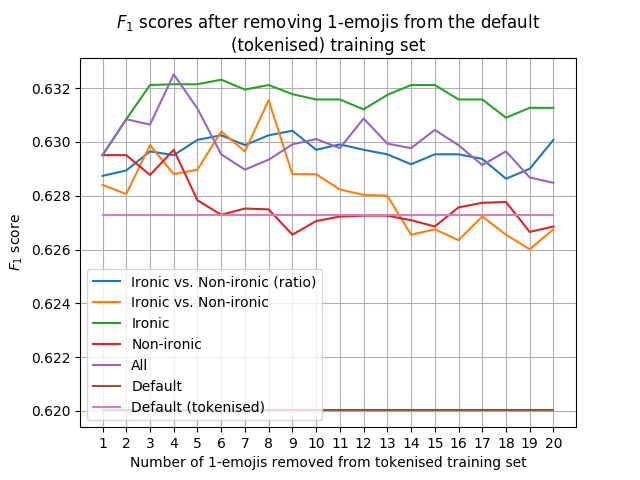 F1 scores after removing 1-emojis from the default
(tokenised) training set
F1 score
0.632
0.630
0.628
0.626
0.624
0.622
0.620
Ironic vs. Non-ironic (ratio)
Ironic vs. Non-ironic
Ironic
Non-ironic
All
Default
Default (tokenised)
1 2 3 4 5 6 7 8 9 10 11 12 13 14 15 16 17 18 19 20
Number of 1-emojis removed from tokenised training set